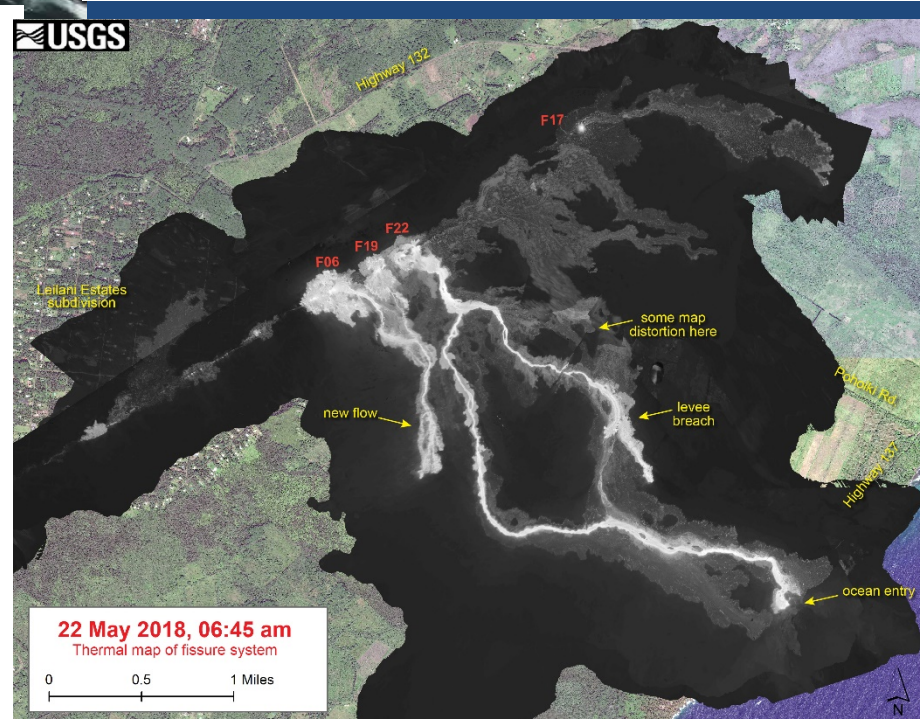 USGS
Highway 132
F17
F22
F19
F06
Leilani Estates
subdivision
some map
distortion here
Pohoiki Rd
new flow
levee
breach
Highway 137
ocean entry
22 May 2018, 06:45 am
Thermal map of fissure system
0 0.5 1 Miles
N